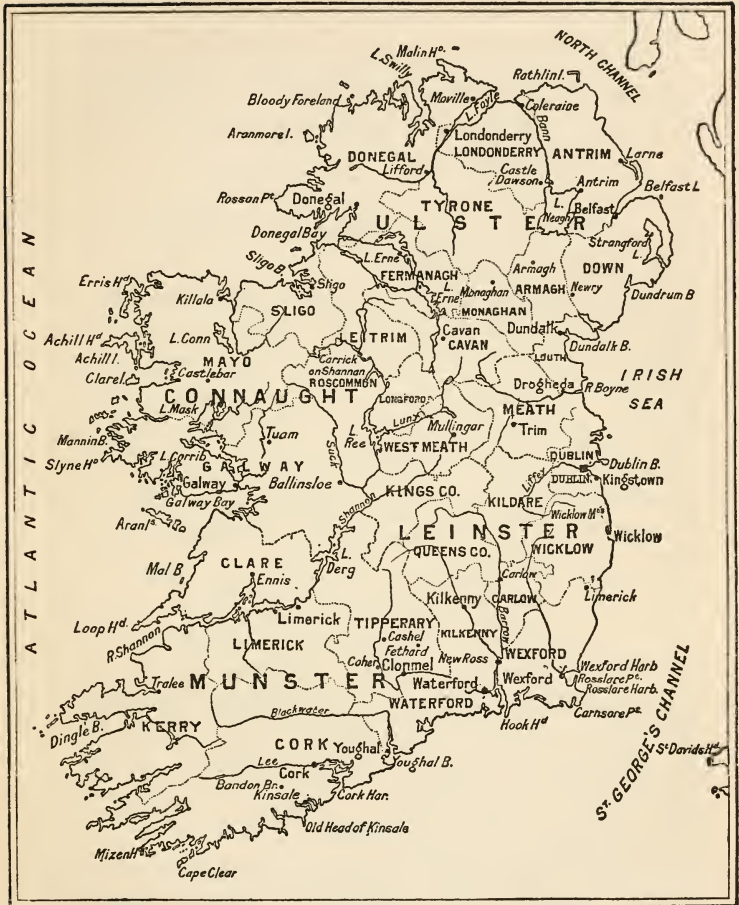 NORTH CHANNEL
Malin Hd.
L. Swilly
Rathlin I.
Bloody Foreland
Moville
L. Foyle
Coleraine
Bann
Aranmore I.
Londonderry
LONDONDERRY
ANTRIM
Larne
DONEGAL
Lifford
Castle
Dawson
Antrim
Belfast L
Rossan Pt.
Donegal
TYRONE
L.
Neagh
Belfast
ULSTER
Donegal Bay
Strangford
L.
L. Erne
Sligo B
FERMANAGH
Armagh
DOWN
Erris Hd
Killala
Sligo
L.
Erne
Monaghan
ARMAGH
Newry
Dundrum B
SLIGO
MONAGHAN
Achill Hd
L. Conn
LEITRIM
Cavan
CAVAN
Dundalk
Dundalk B.
Achill I.
MAYO
Carrick
on Shannon
LOUTH
Clare I.
Castlebar
ROSCOMMON
IRISH
SEA
CONNAUGHT
LONGFORD
Drogheda
R Boyne
L. Mask
Luny
MEATH
Mannin B.
Tuam
Suck
L.
Ree
Mullingar
Trim
Slyne Hd
L. Corrib
WEST MEATH
GALWAY
DUBLIN
Dublin B.
Galway
Ballinsloe
DUBLIN.
Kingstown
Galway Bay
Shannon
KINGS CO.
Liffey
KILDARE
Aran Is.
Wicklow Mts
LEINSTER
Wicklow
CLARE
L.
Derg
QUEENS CO.
WICKLOW
Mal B
Ennis
Carlow
Kilkenny
CARLOW
Limerick
Loop Hd.
Limerick
TIPPERARY
Barrow
R. Shannon
LIMERICK
Cashel
KILKENNY
Fethard
WEXFORD
Coher
Clonmel
New Ross
Wexford Harb
Tralee
MUNSTER
Waterford
Wexford
Rosslare Pt.
Rosslare Harb.
WATERFORD
Carnsore Pt.
Blackwater
Hook Hd
Dingle B.
KERRY
CORK
Youghal
Youghal B.
Lee
Cork
Bandon Br.
Kinsale
Cork Har.
Old Head of Kinsale
Mizen Hd
Cape Clear
St. GEORGE'S CHANNEL
St Davids Hd
ATLANTIC OCEAN